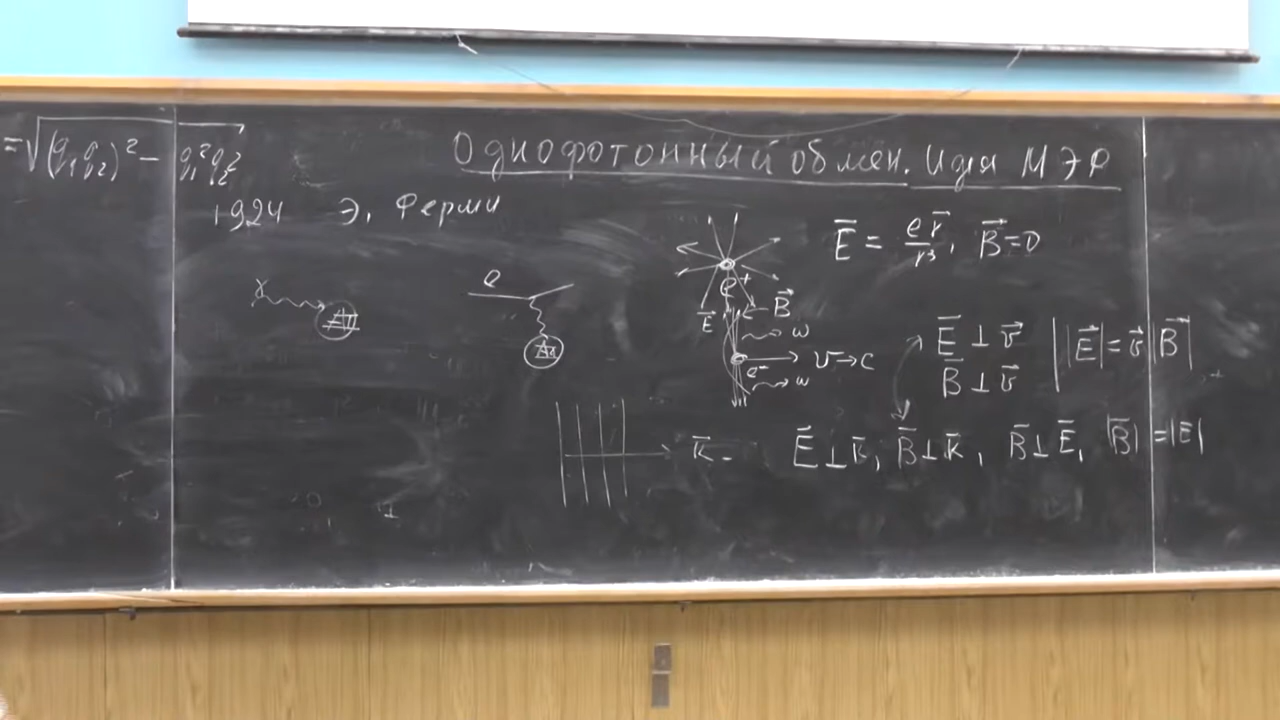 = √((q₁q₂)² − q₁²q₂²)
Однофотонный обмен. Идея МЭР
1924 Э. Ферми
E⃗ = er⃗/r³, B⃗=0
γ
e
e⁺
E⃗
B⃗
ω
e⁻
v→c
ω
E⃗ ⊥ v⃗
B⃗ ⊥ v⃗
|E⃗| = v⃗|B⃗|
k⃗ – E⃗⊥k⃗, B⃗⊥k⃗, B⃗⊥E⃗, |B⃗|=|E⃗|